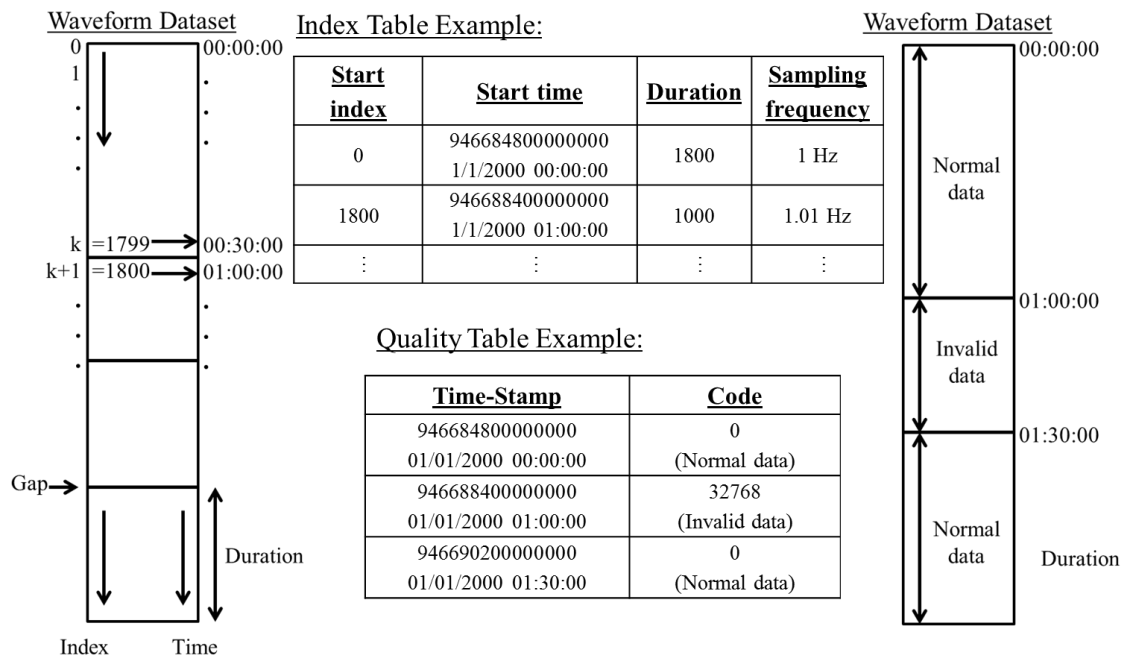 Waveform Dataset
0
1
00:00:00
k =1799
00:30:00
k+1 =1800
01:00:00
Gap
Duration
Index
Time
Index Table Example:
Start index
Start time
Duration
Sampling frequency
0
946684800000000
1/1/2000 00:00:00
1800
1 Hz
1800
946688400000000
1/1/2000 01:00:00
1000
1.01 Hz
⋮
⋮
⋮
⋮
Quality Table Example:
Time-Stamp
Code
946684800000000
01/01/2000 00:00:00
0
(Normal data)
946688400000000
01/01/2000 01:00:00
32768
(Invalid data)
946690200000000
01/01/2000 01:30:00
0
(Normal data)
Waveform Dataset
00:00:00
Normal
data
01:00:00
Invalid
data
01:30:00
Normal
data
Duration